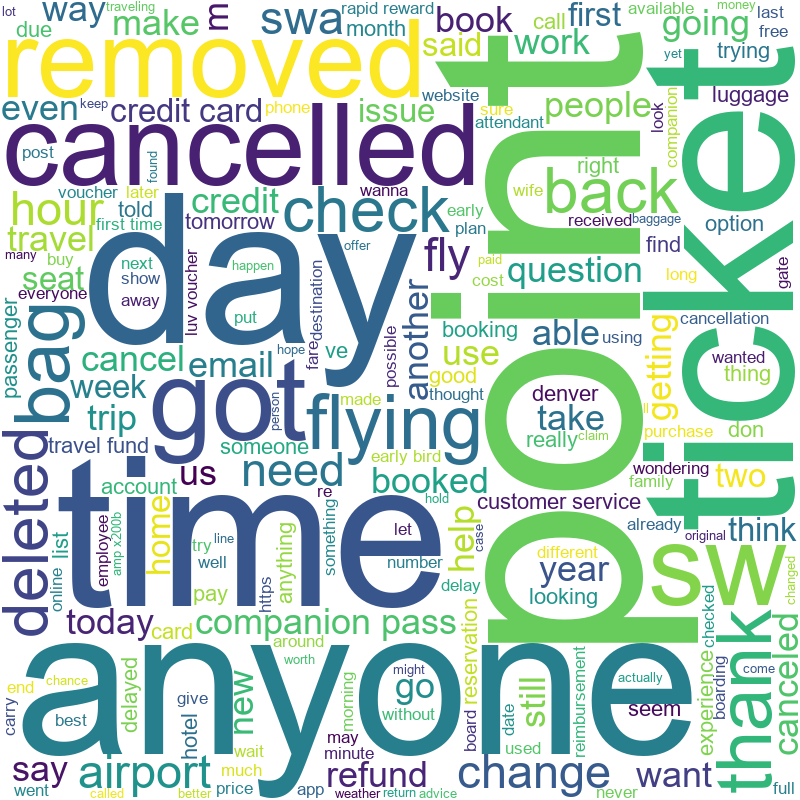 lot
traveling
way
due
make
m
swa
rapid reward
month
book
call
said
first
work
available
going
money
last
free
yet
trying
removed
even
keep
credit card
phone
issue
website
sure
attendant
people
look
companion
luggage
cancelled
post
found
voucher
later
wanna
right
wife
back
point
ticket
hour
told
credit
first time
tomorrow
check
early
plan
received
baggage
option
travel
many
buy
next
show
luv voucher
day
happen
offer
fly
paid
cost
question
find
long
gate
seat
everyone
away
put
hope
fare
destination
ve
possible
another
booking
able
using
cancellation
passenger
bag
cancel
email
week
got
person
made
flying
good
thought
use
denver
take
really
claim
getting
ll
purchase
wanted
thing
don
trip
travel fund
someone
early bird
need
booked
hold
wondering
family
two
deleted
time
us
account
re
customer service
already
original
think
list
online
employee
amp x200b
home
try
line
well
pay
https
anything
something
let
number
delay
help
case
different
year
looking
sw
changed
today
card
companion pass
around
worth
reservation
checked
anyone
might
actually
come
thank
canceled
carry
end
chance
best
delayed
hotel
give
new
morning
without
go
board
date
still
used
reimbursement
seem
experience
boarding
say
went
airport
called
wait
much
better
price
app
may
minute
weather
refund
return
advice
change
never
want
full